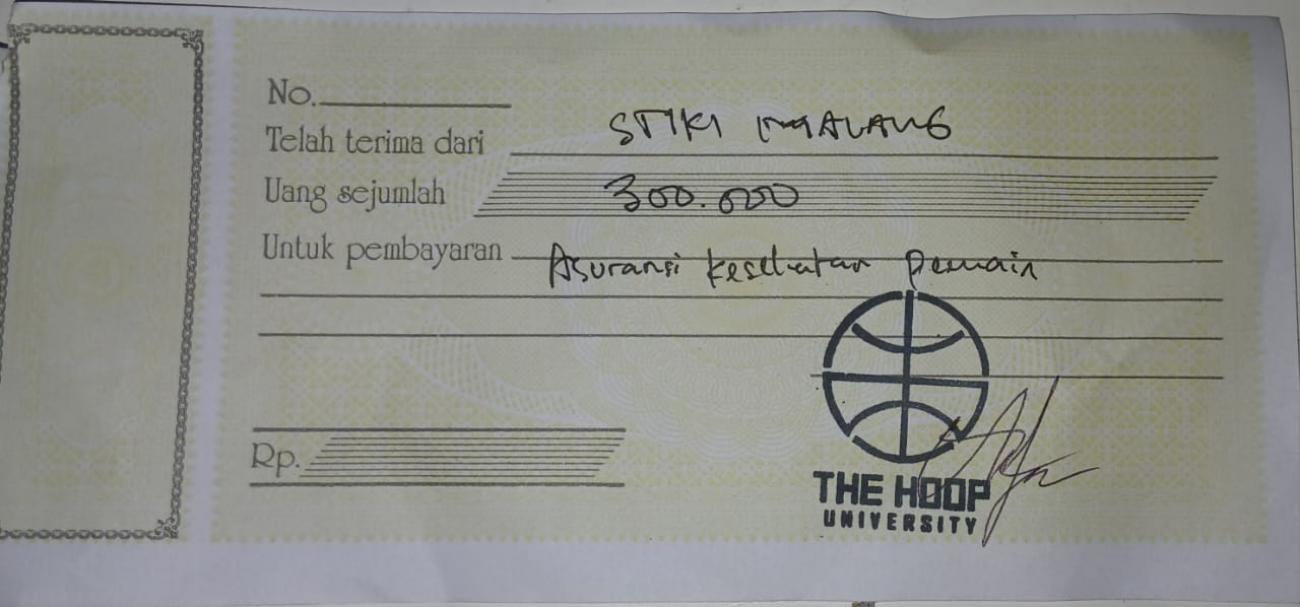 No.
Telah terima dari STIKI MALANG
Uang sejumlah 300.000
Untuk pembayaran Asuransi kesehatan Pemain
Rp.
THE HOOP
UNIVERSITY